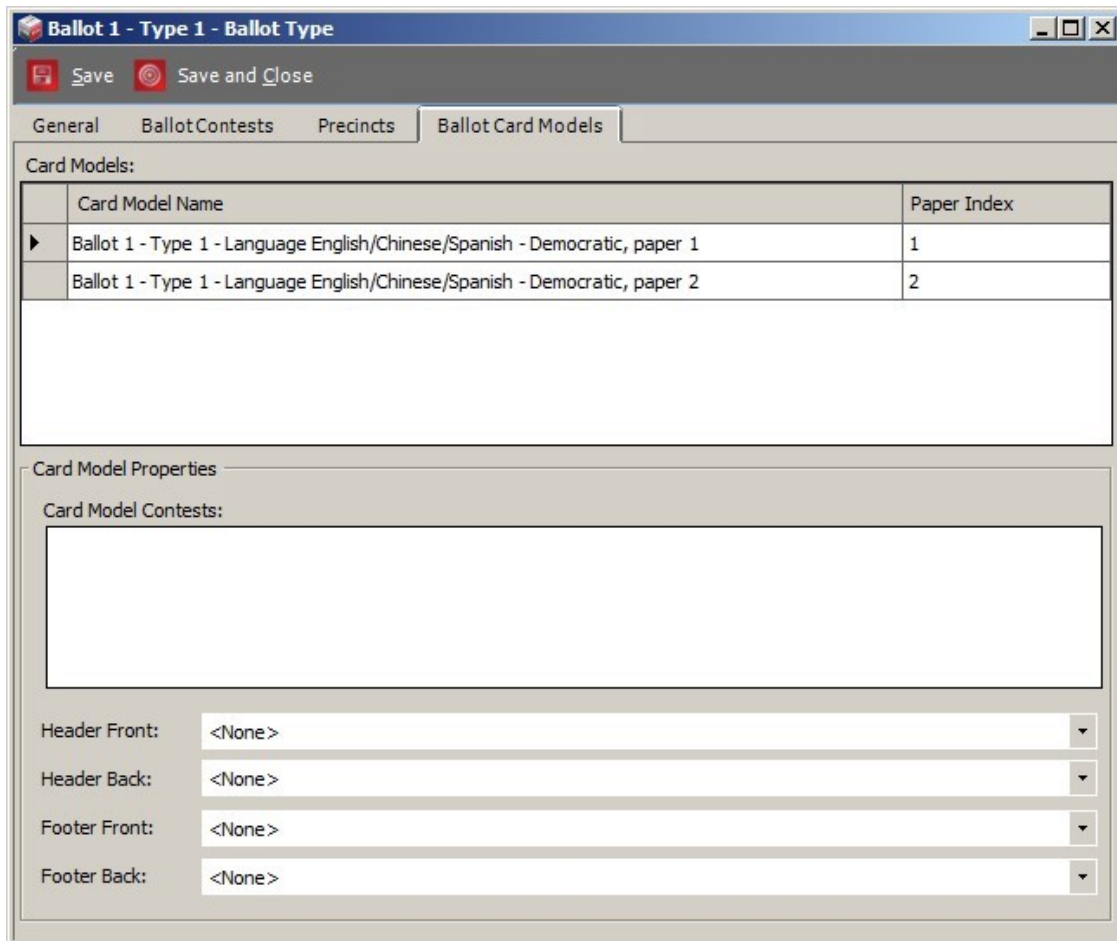 Ballot 1 - Type 1 - Ballot Type
Save Save and Close
General Ballot Contests Precincts Ballot Card Models
Card Models:
Card Model Name Paper Index
Ballot 1 - Type 1 - Language English/Chinese/Spanish - Democratic, paper 1 1
Ballot 1 - Type 1 - Language English/Chinese/Spanish - Democratic, paper 2 2
Card Model Properties
Card Model Contests:
Header Front: <None>
Header Back: <None>
Footer Front: <None>
Footer Back: <None>